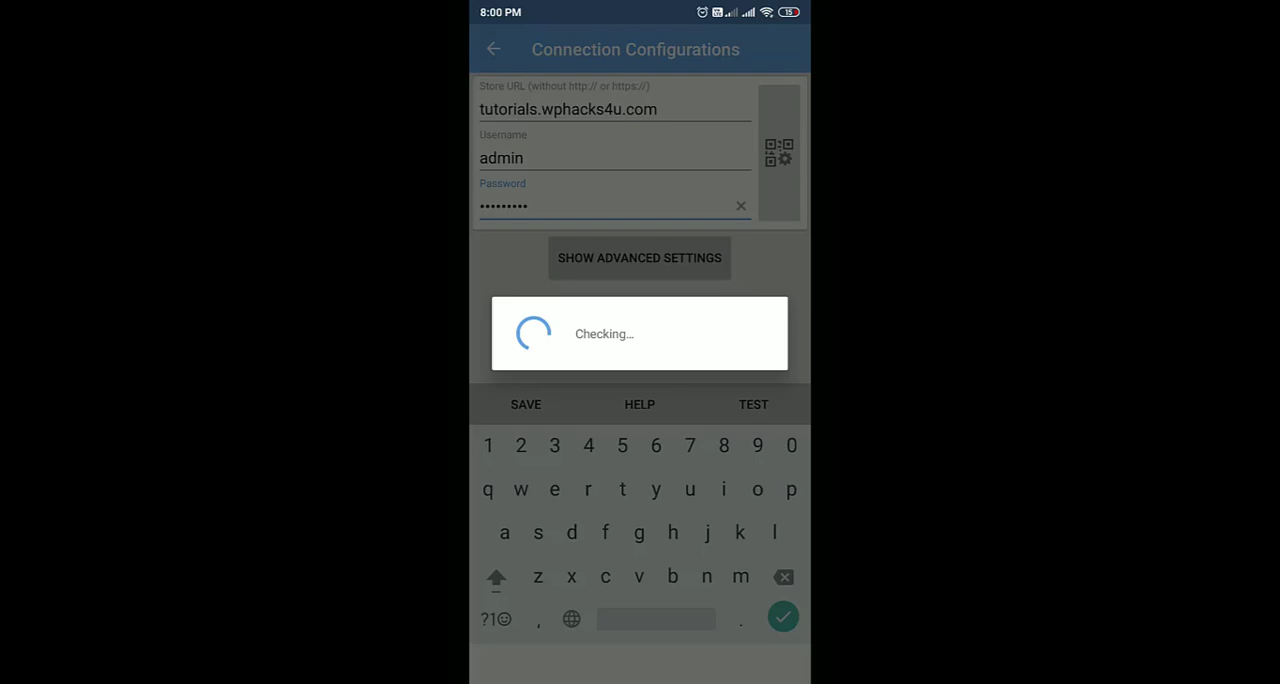 8:00 PM
15
Connection Configurations
Store URL (without http:// or https://)
tutorials.wphacks4u.com
Username
admin
Password
•••••••••
SHOW ADVANCED SETTINGS
Checking...
SAVE HELP TEST
1 2 3 4 5 6 7 8 9 0
q w e r t y u i o p
a s d f g h j k l
z x c v b n m
?1☺ , .